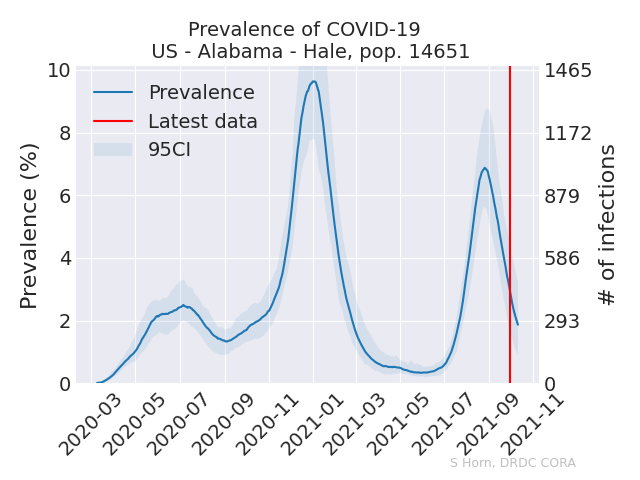 Prevalence of COVID-19
US - Alabama - Hale, pop. 14651
Prevalence
Latest data
95CI
Prevalence (%)
10
8
6
4
2
0
1465
1172
879
586
293
0
# of infections
2020-03
2020-05
2020-07
2020-09
2020-11
2021-01
2021-03
2021-05
2021-07
2021-09
2021-11
S Horn, DRDC CORA